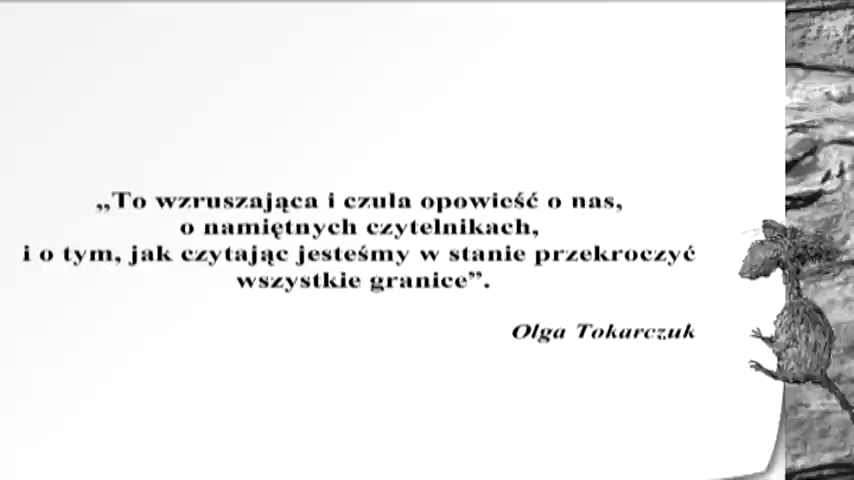 „To wzruszająca i czuła opowieść o nas,
o namiętnych czytelnikach,
i o tym, jak czytając jesteśmy w stanie przekroczyć
wszystkie granice”.
Olga Tokarczuk